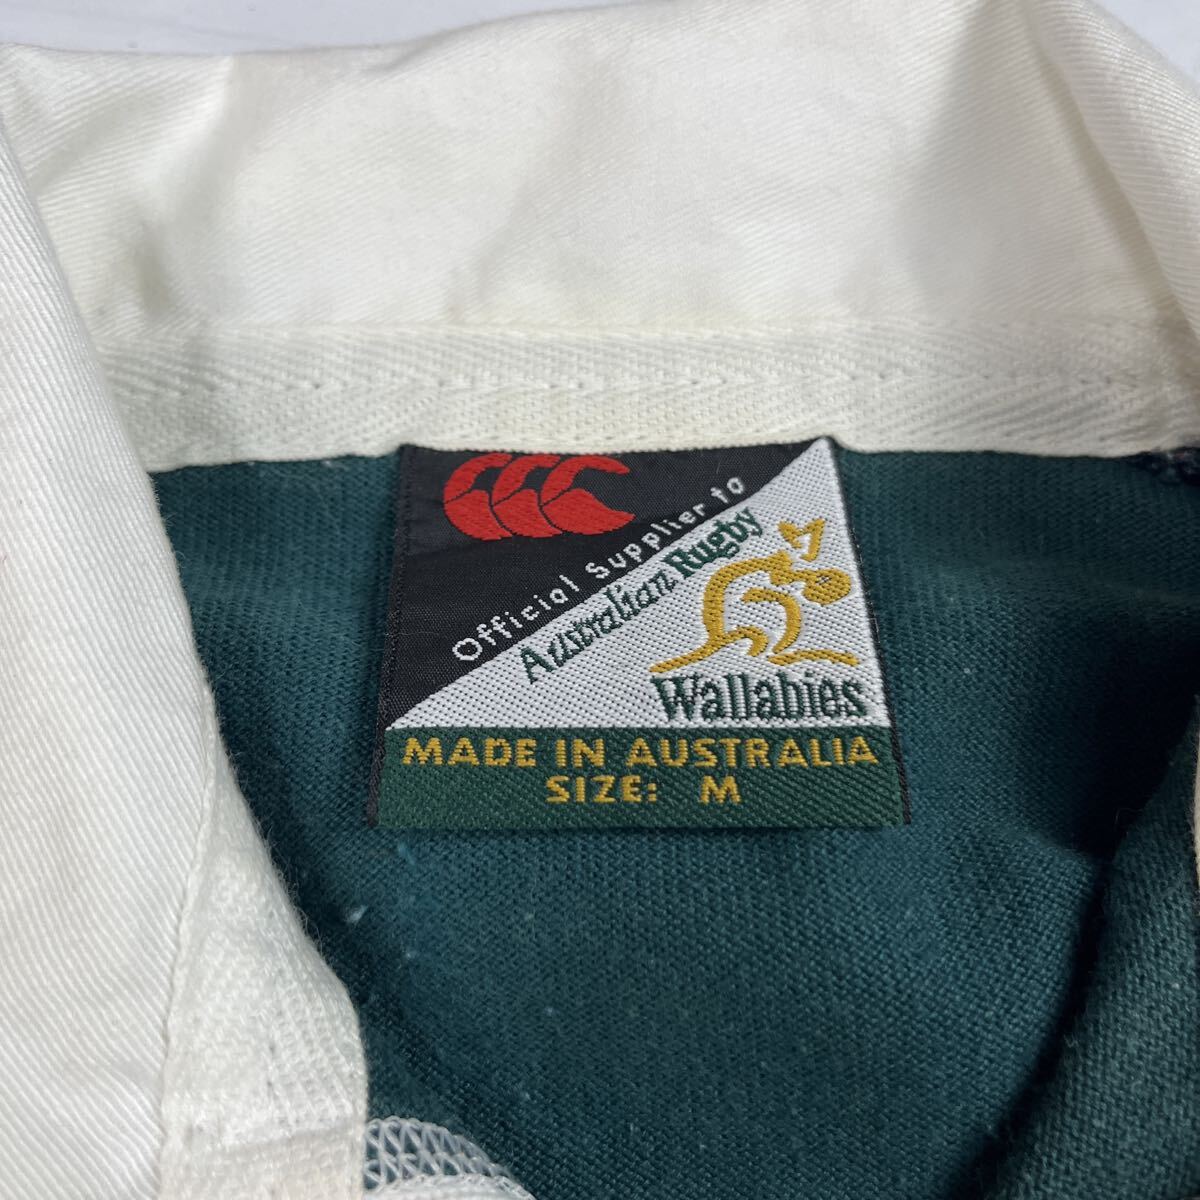 Official Supplier to
Australian Rugby
Wallabies
MADE IN AUSTRALIA
SIZE: M